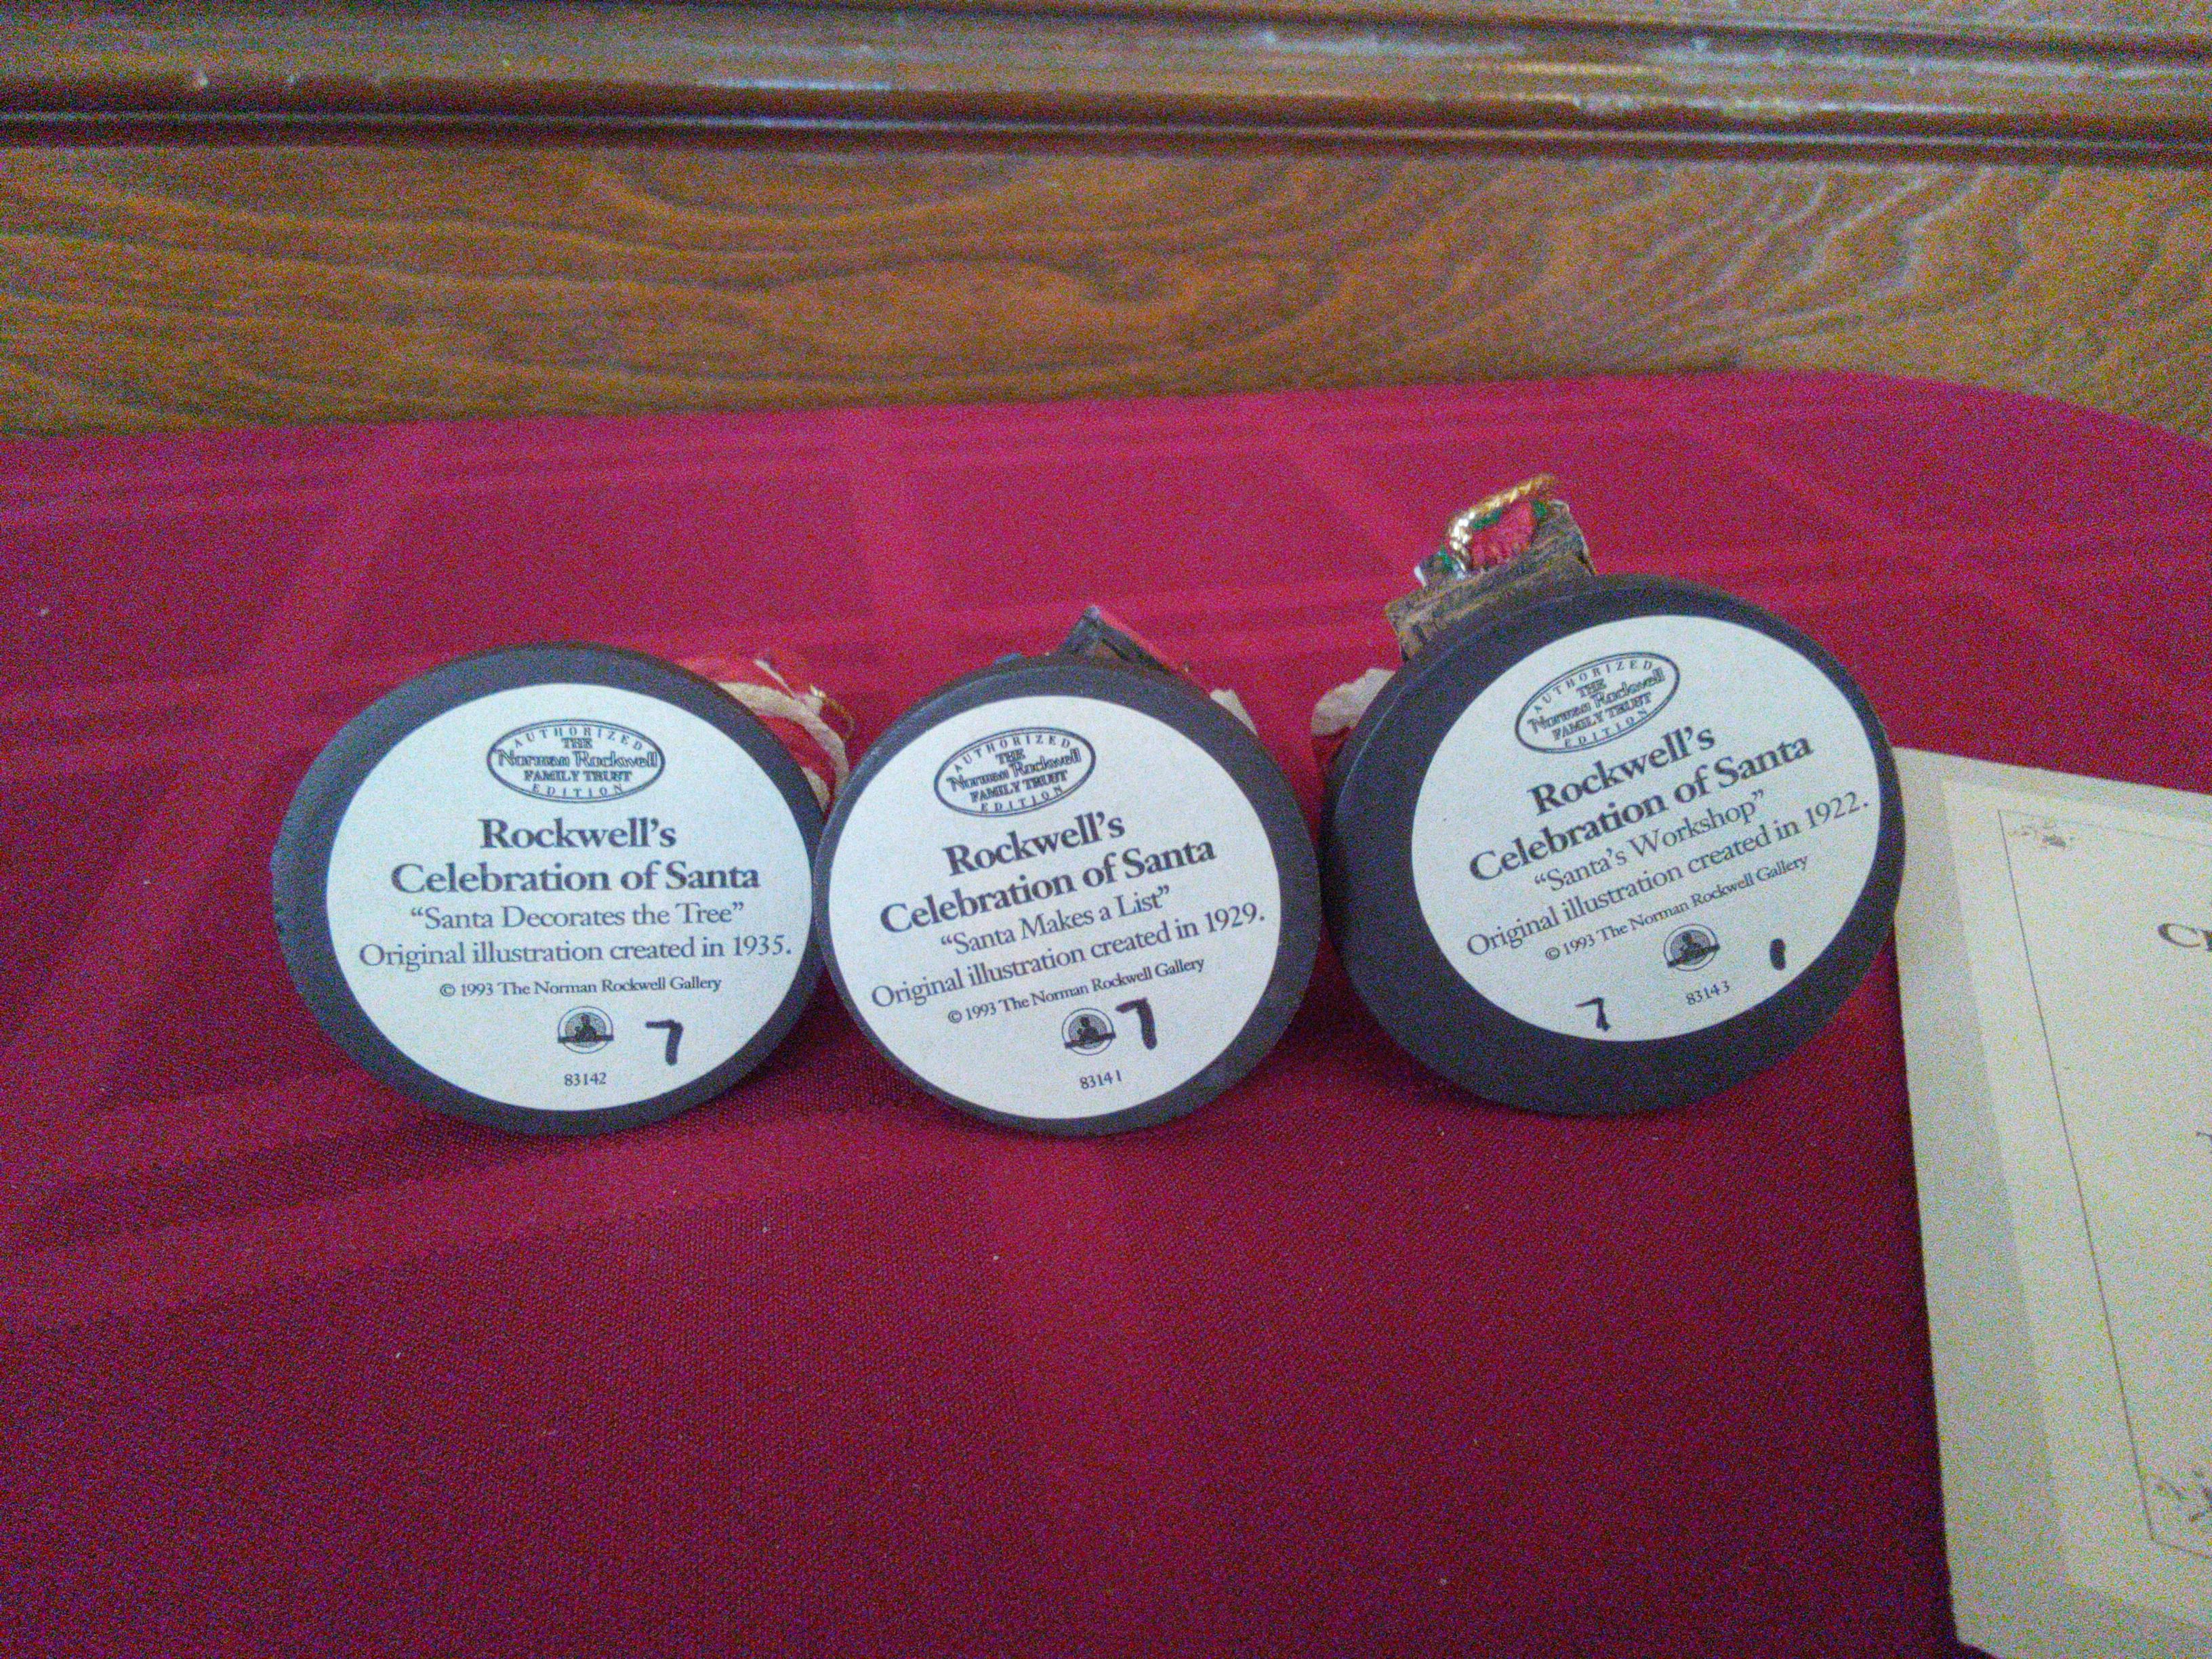 AUTHORIZED
THE
Norman Rockwell
FAMILY TRUST
EDITION
Rockwell's
Celebration of Santa
“Santa Decorates the Tree”
Original illustration created in 1935.
© 1993 The Norman Rockwell Gallery
7
83142
AUTHORIZED
THE
Norman Rockwell
FAMILY TRUST
EDITION
Rockwell's
Celebration of Santa
“Santa Makes a List”
Original illustration created in 1929.
© 1993 The Norman Rockwell Gallery
7
83141
AUTHORIZED
THE
Norman Rockwell
FAMILY TRUST
EDITION
Rockwell's
Celebration of Santa
“Santa's Workshop”
Original illustration created in 1922.
© 1993 The Norman Rockwell Gallery
7
83143